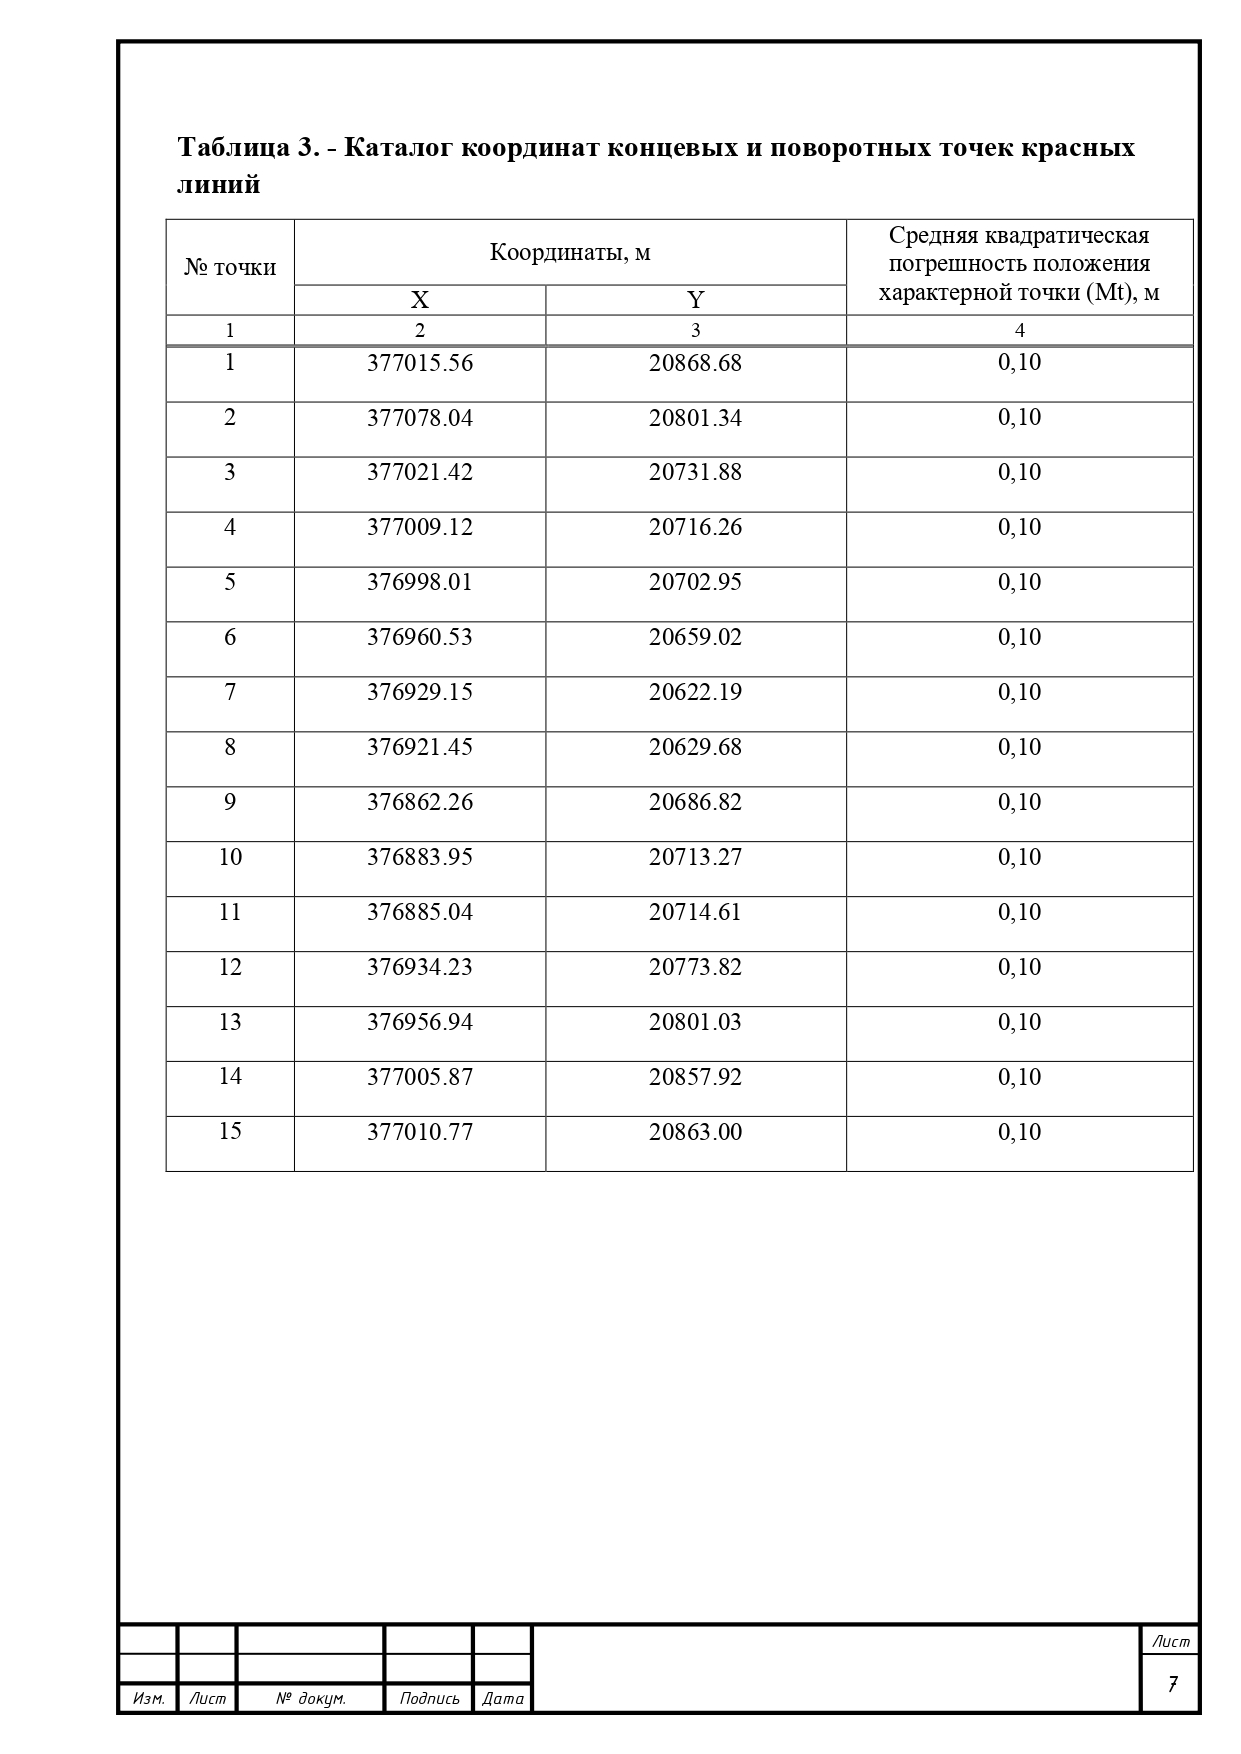 Таблица 3. - Каталог координат концевых и поворотных точек красных
линий
№ точки
Координаты, м
Средняя квадратическая
погрешность положения
характерной точки (Mt), м
X Y
1 2 3 4
1 377015.56 20868.68 0,10
2 377078.04 20801.34 0,10
3 377021.42 20731.88 0,10
4 377009.12 20716.26 0,10
5 376998.01 20702.95 0,10
6 376960.53 20659.02 0,10
7 376929.15 20622.19 0,10
8 376921.45 20629.68 0,10
9 376862.26 20686.82 0,10
10 376883.95 20713.27 0,10
11 376885.04 20714.61 0,10
12 376934.23 20773.82 0,10
13 376956.94 20801.03 0,10
14 377005.87 20857.92 0,10
15 377010.77 20863.00 0,10
Лист
7
Изм. Лист № докум. Подпись Дата